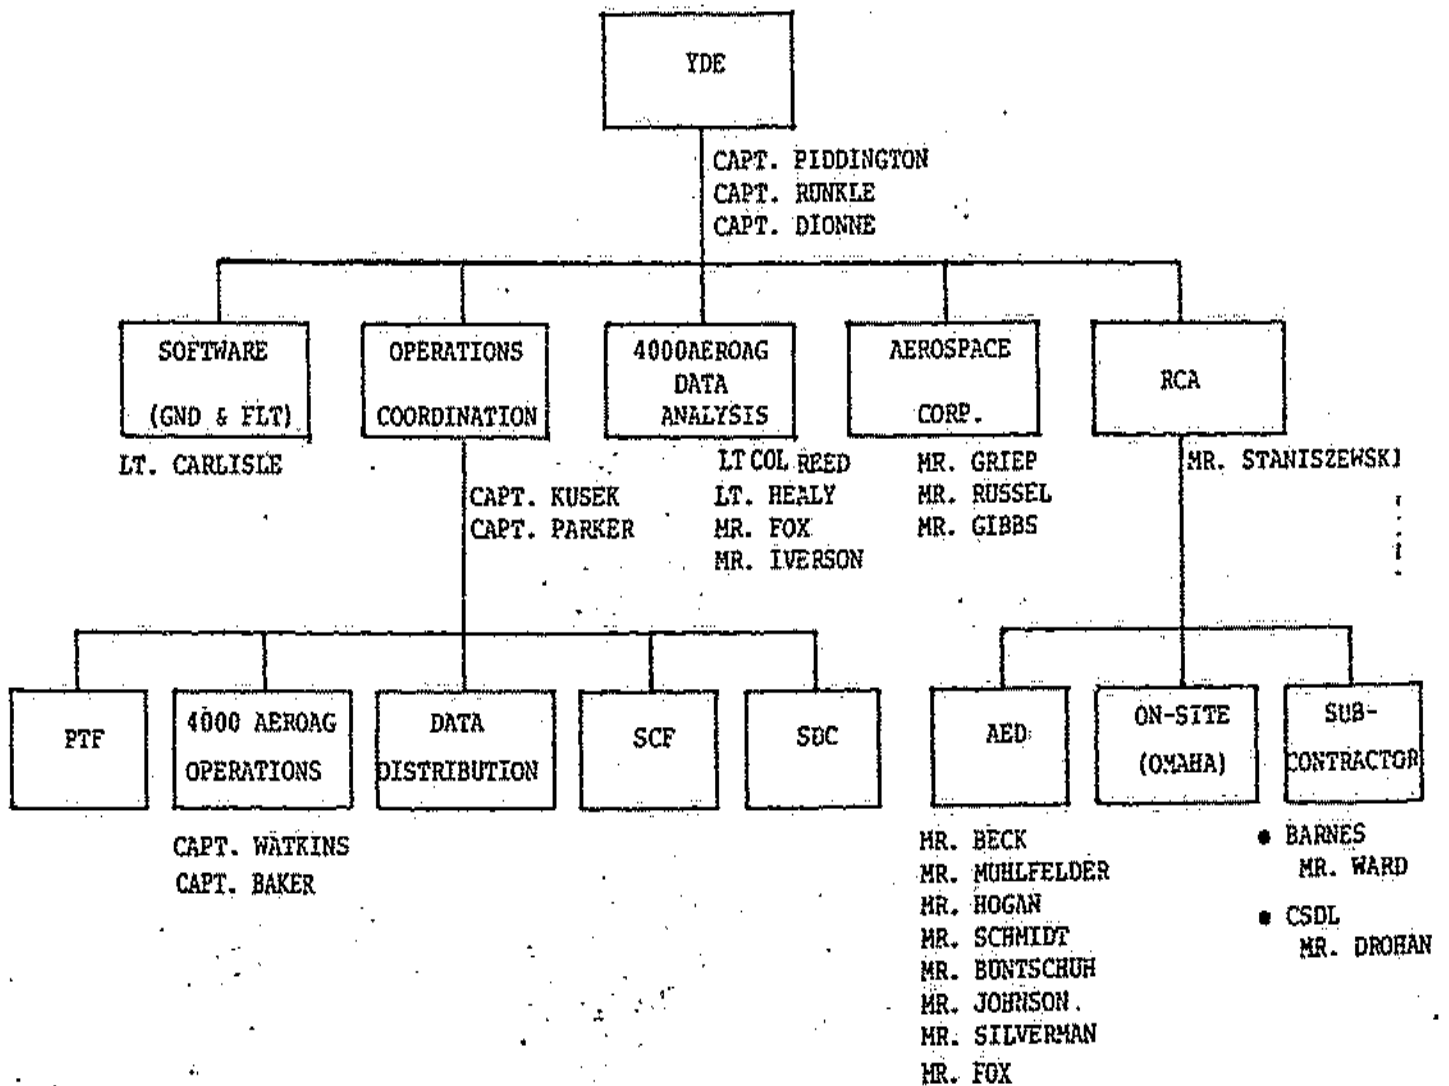 YDE
CAPT. PIDDINGTON
CAPT. RUNKLE
CAPT. DIONNE
SOFTWARE
(GND & FLT)
LT. CARLISLE
OPERATIONS
COORDINATION
CAPT. KUSEK
CAPT. PARKER
4000AEROAG
DATA
ANALYSIS
LT COL REED
LT. HEALY
MR. FOX
MR. IVERSON
AEROSPACE
CORP.
MR. GRIEP
MR. RUSSEL
MR. GIBBS
RCA
MR. STANISZEWSKI
PTF
4000 AEROAG
OPERATIONS
CAPT. WATKINS
CAPT. BAKER
DATA
DISTRIBUTION
SCF
SDC
AED
MR. BECK
MR. MUHLFELDER
MR. HOGAN
MR. SCHMIDT
MR. BUNTSCHUH
MR. JOHNSON
MR. SILVERMAN
MR. FOX
ON-SITE
(OMAHA)
SUB-
CONTRACTOR
• BARNES
MR. WARD
• CSDL
MR. DROHAN